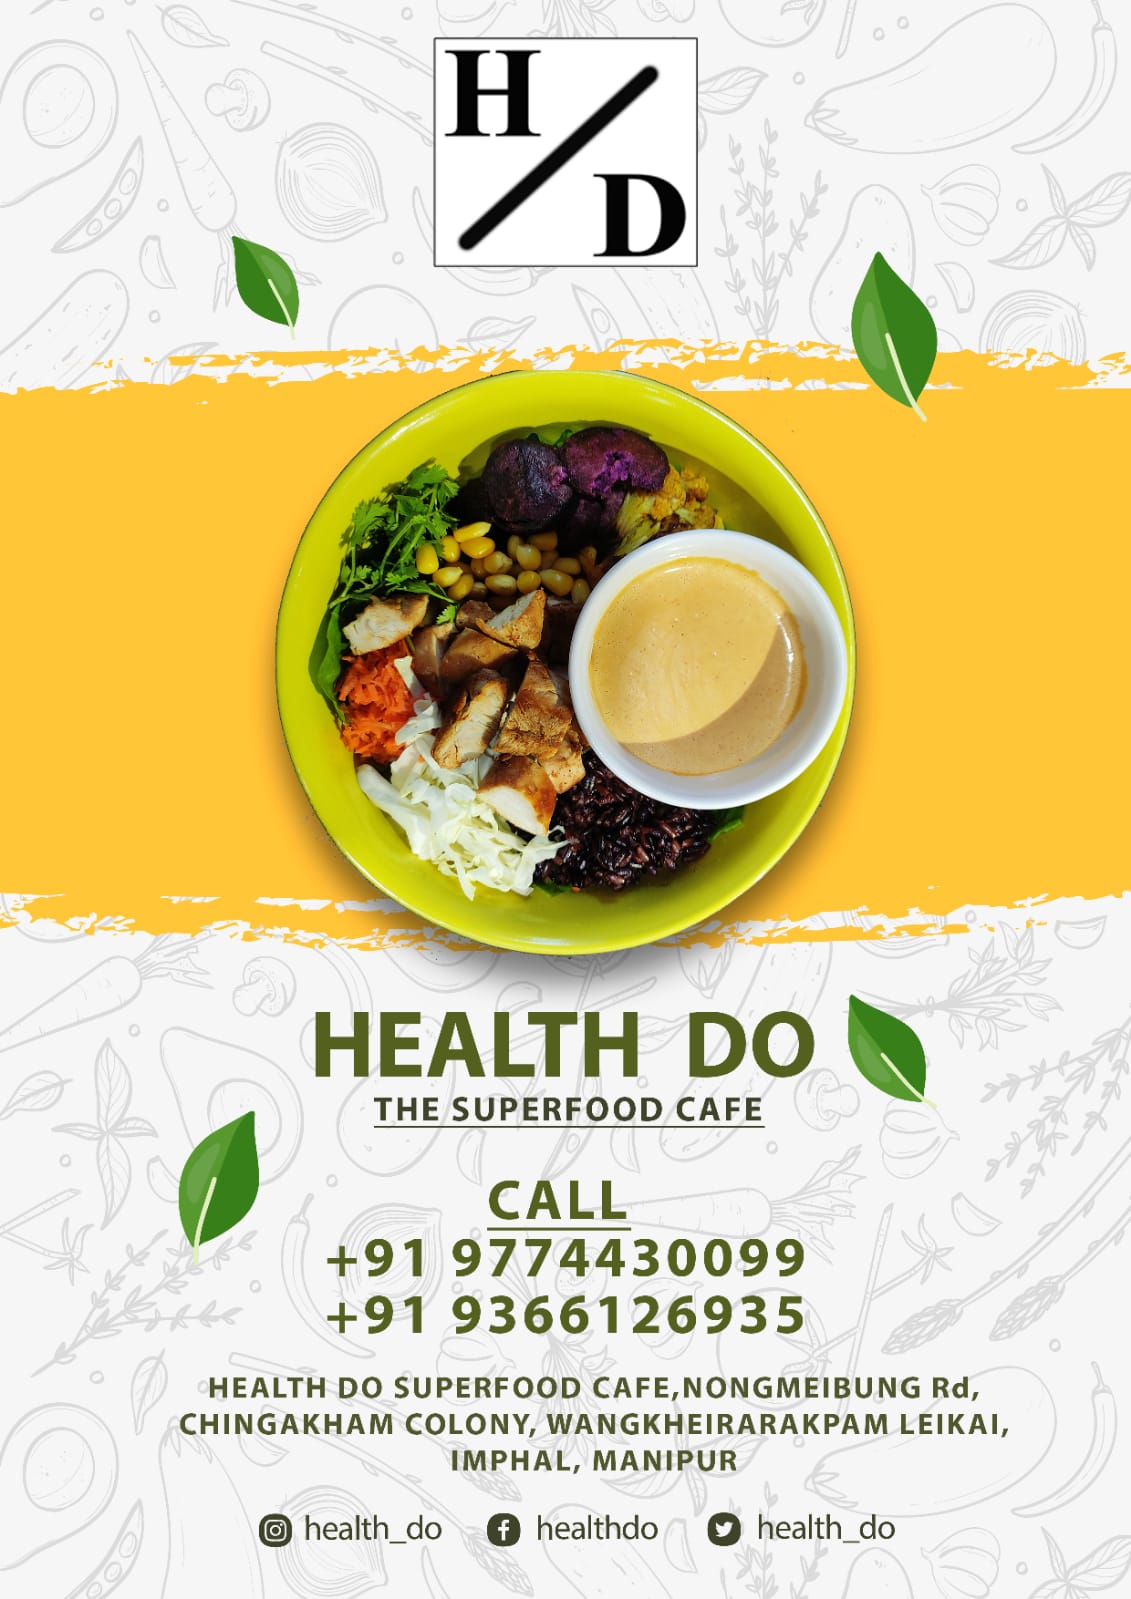 H
D
HEALTH DO
THE SUPERFOOD CAFE
CALL
+91 9774430099
+91 9366126935
HEALTH DO SUPERFOOD CAFE,NONGMEIBUNG Rd,
CHINGAKHAM COLONY, WANGKHEIRARAKPAM LEIKAI,
IMPHAL, MANIPUR
health_do healthdo health_do